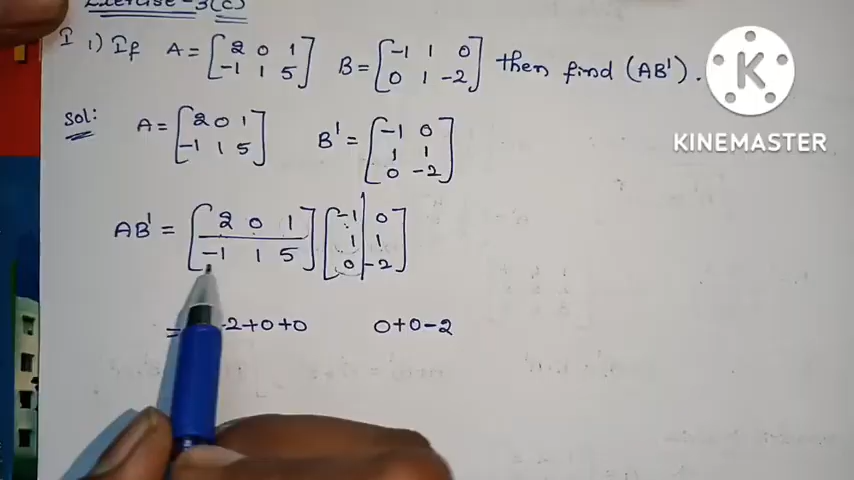 Exercise-3(c)
I 1) If A = [2 0 1 -1 1 5] B = [-1 1 0 0 1 -2] then find (AB').
Sol: A = [2 0 1 -1 1 5] B' = [-1 0 1 1 0 -2]
AB' = [2 0 1 -1 1 5] [-1 0 1 1 0 -2]
= -2+0+0 0+0-2
K
KINEMASTER